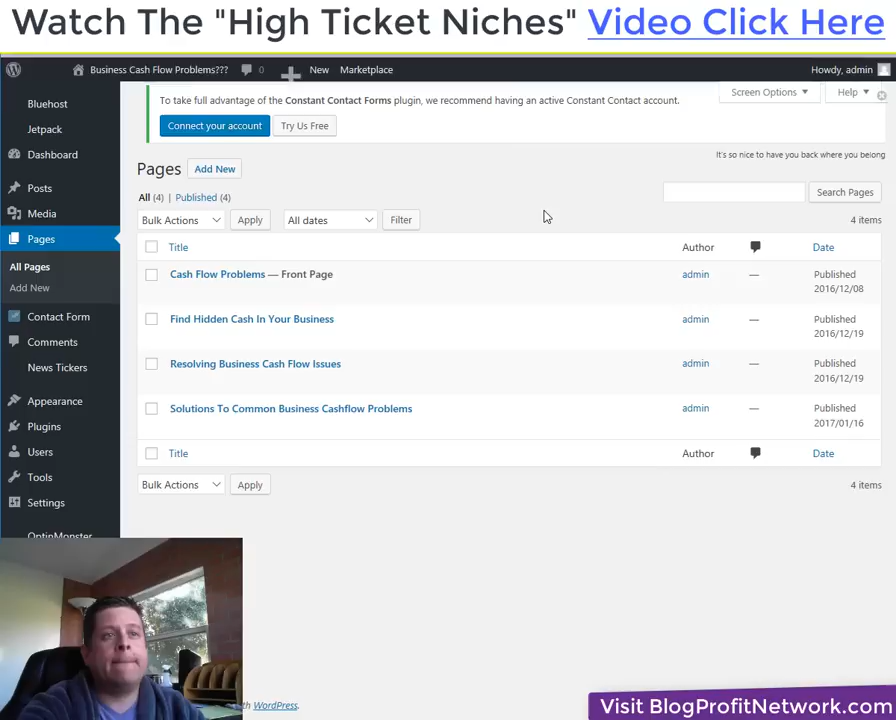 Watch The "High Ticket Niches" Video Click Here
Business Cash Flow Problems??? 0 New Marketplace Howdy, admin
Bluehost
Jetpack
Dashboard
Posts
Media
Pages
All Pages
Add New
Contact Form
Comments
News Tickers
Appearance
Plugins
Users
Tools
Settings
OptinMonster
To take full advantage of the Constant Contact Forms plugin, we recommend having an active Constant Contact account.
Connect your account Try Us Free
Screen Options Help
It's so nice to have you back where you belong
Pages Add New
All (4) | Published (4)
Search Pages
Bulk Actions Apply All dates Filter 4 items
Title Author Date
Cash Flow Problems — Front Page admin — Published
2016/12/08
Find Hidden Cash In Your Business admin — Published
2016/12/19
Resolving Business Cash Flow Issues admin — Published
2016/12/19
Solutions To Common Business Cashflow Problems admin — Published
2017/01/16
Title Author Date
Bulk Actions Apply 4 items
with WordPress.
Visit BlogProfitNetwork.com